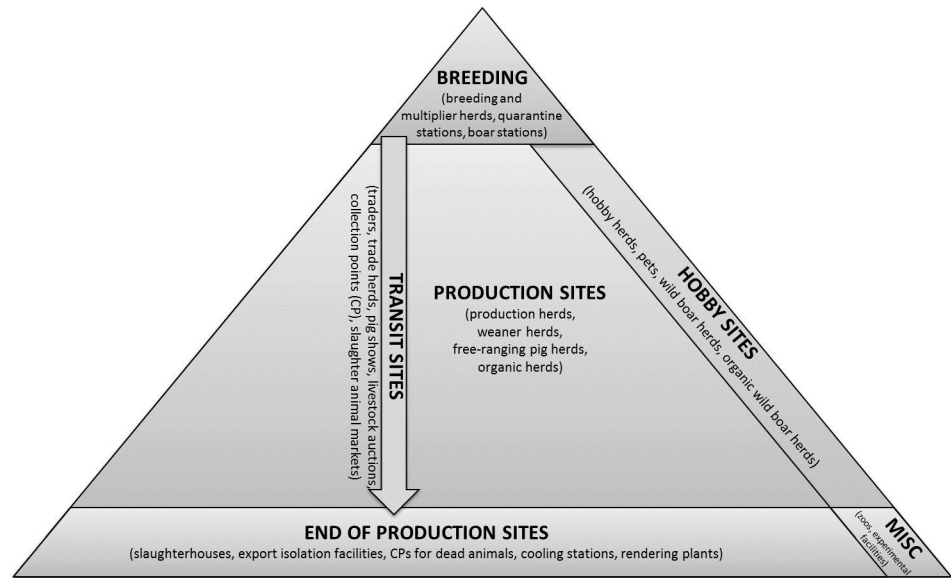 BREEDING
(breeding and
multiplier herds, quarantine
stations, boar stations)
TRANSIT SITES
(traders, trade herds, pig shows, livestock auctions,
collection points (CP), slaughter animal markets)
PRODUCTION SITES
(production herds,
weaner herds,
free-ranging pig herds,
organic herds)
HOBBY SITES
(hobby herds, pets, wild boar herds, organic wild boar herds)
END OF PRODUCTION SITES
(slaughterhouses, export isolation facilities, CPs for dead animals, cooling stations, rendering plants)
MISC
(zoos, experimental
facilities)